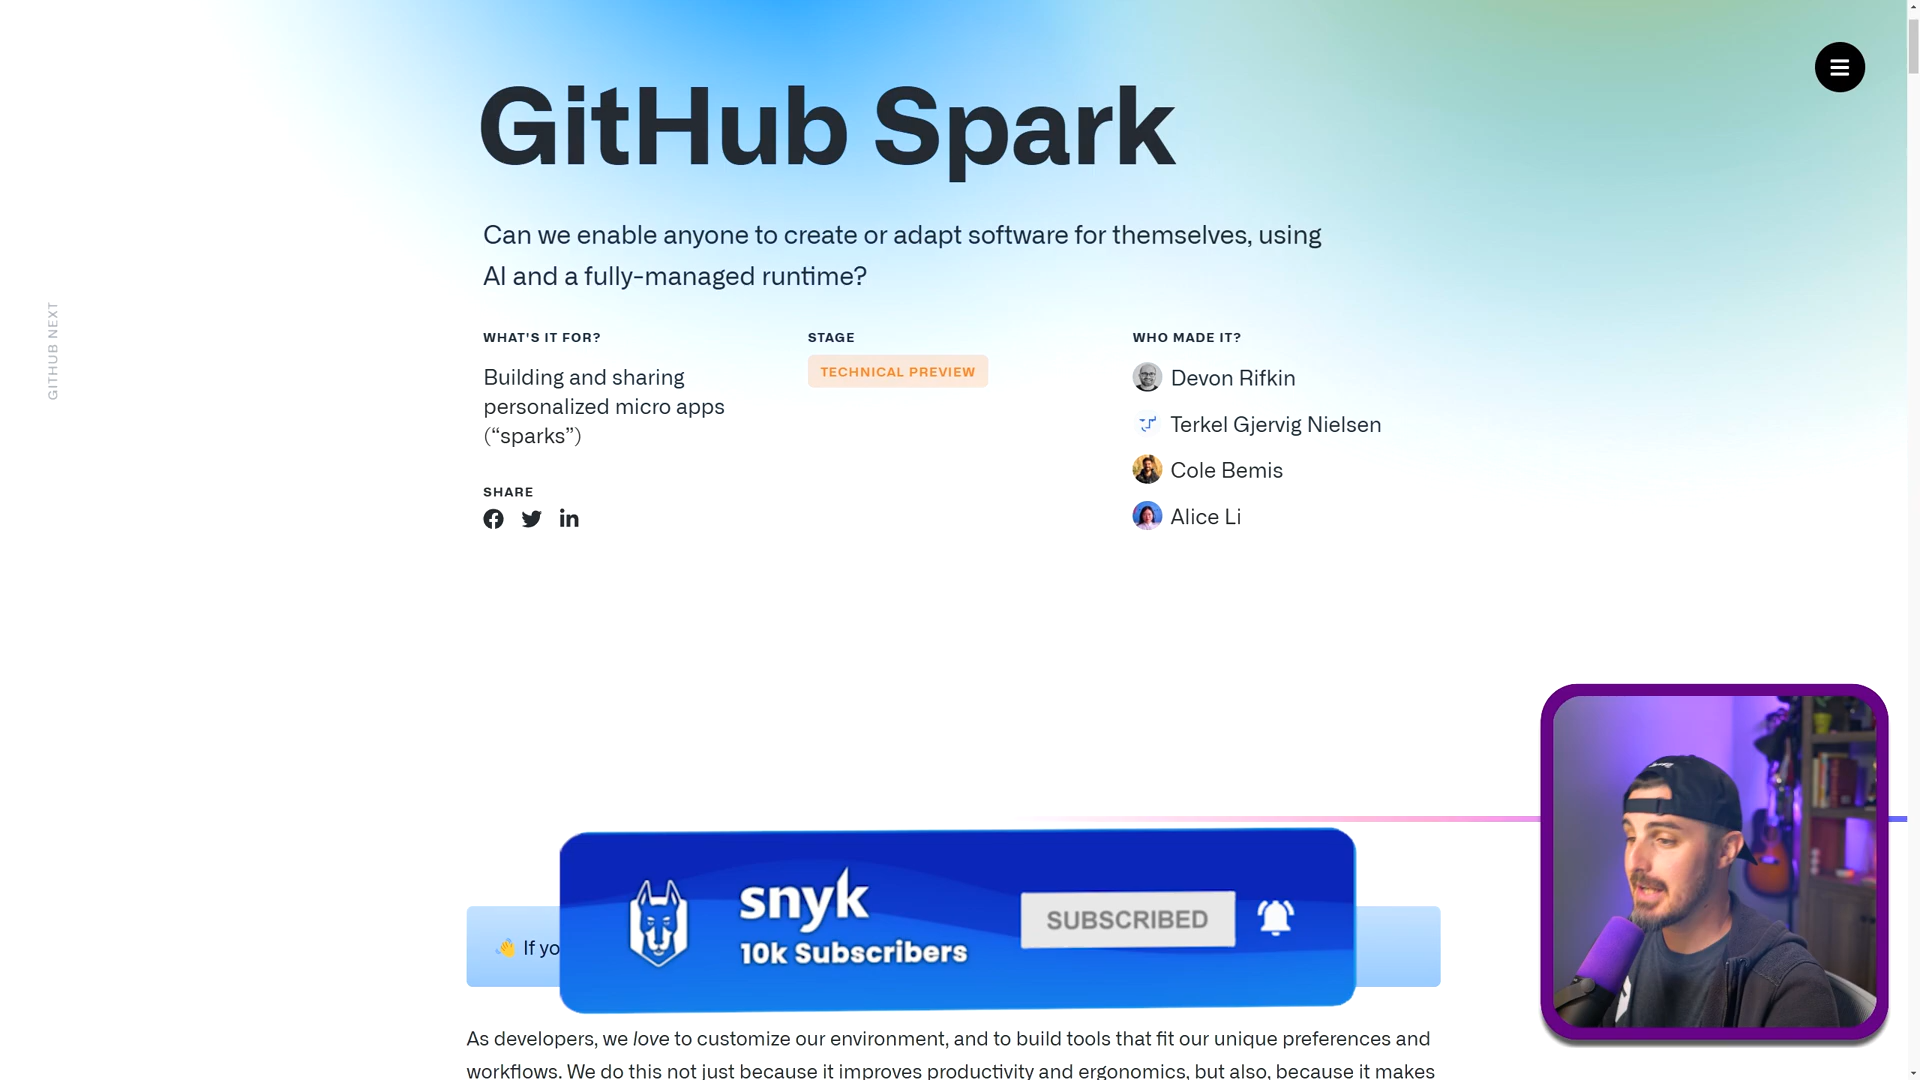 GitHub Spark
Can we enable anyone to create or adapt software for themselves, using
AI and a fully-managed runtime?
GITHUB NEXT
WHAT'S IT FOR?
Building and sharing
personalized micro apps
(“sparks”)
SHARE
STAGE
TECHNICAL PREVIEW
WHO MADE IT?
Devon Rifkin
Terkel Gjervig Nielsen
Cole Bemis
Alice Li
👋 If yo
snyk
10k Subscribers
SUBSCRIBED
As developers, we love to customize our environment, and to build tools that fit our unique preferences and
workflows. We do this not just because it improves productivity and ergonomics, but also, because it makes